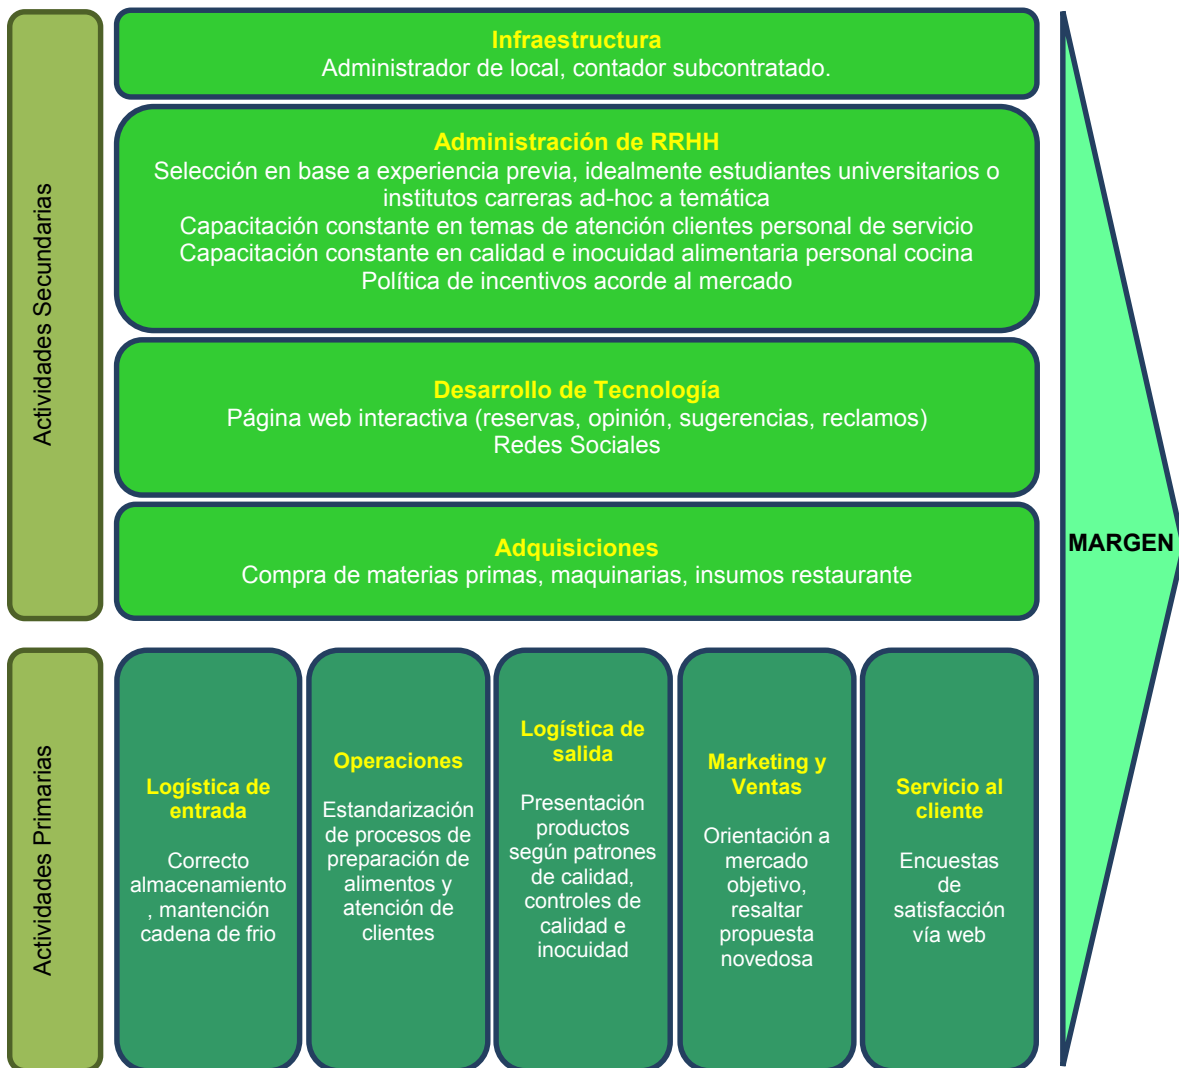 Actividades Secundarias
Infraestructura
Administrador de local, contador subcontratado.
Administración de RRHH
Selección en base a experiencia previa, idealmente estudiantes universitarios o
institutos carreras ad-hoc a temática
Capacitación constante en temas de atención clientes personal de servicio
Capacitación constante en calidad e inocuidad alimentaria personal cocina
Política de incentivos acorde al mercado
Desarrollo de Tecnología
Página web interactiva (reservas, opinión, sugerencias, reclamos)
Redes Sociales
Adquisiciones
Compra de materias primas, maquinarias, insumos restaurante
MARGEN
Actividades Primarias
Logística de
entrada
Correcto
almacenamiento
, mantención
cadena de frio
Operaciones
Estandarización
de procesos de
preparación de
alimentos y
atención de
clientes
Logística de
salida
Presentación
productos
según patrones
de calidad,
controles de
calidad e
inocuidad
Marketing y
Ventas
Orientación a
mercado
objetivo,
resaltar
propuesta
novedosa
Servicio al
cliente
Encuestas
de
satisfacción
vía web